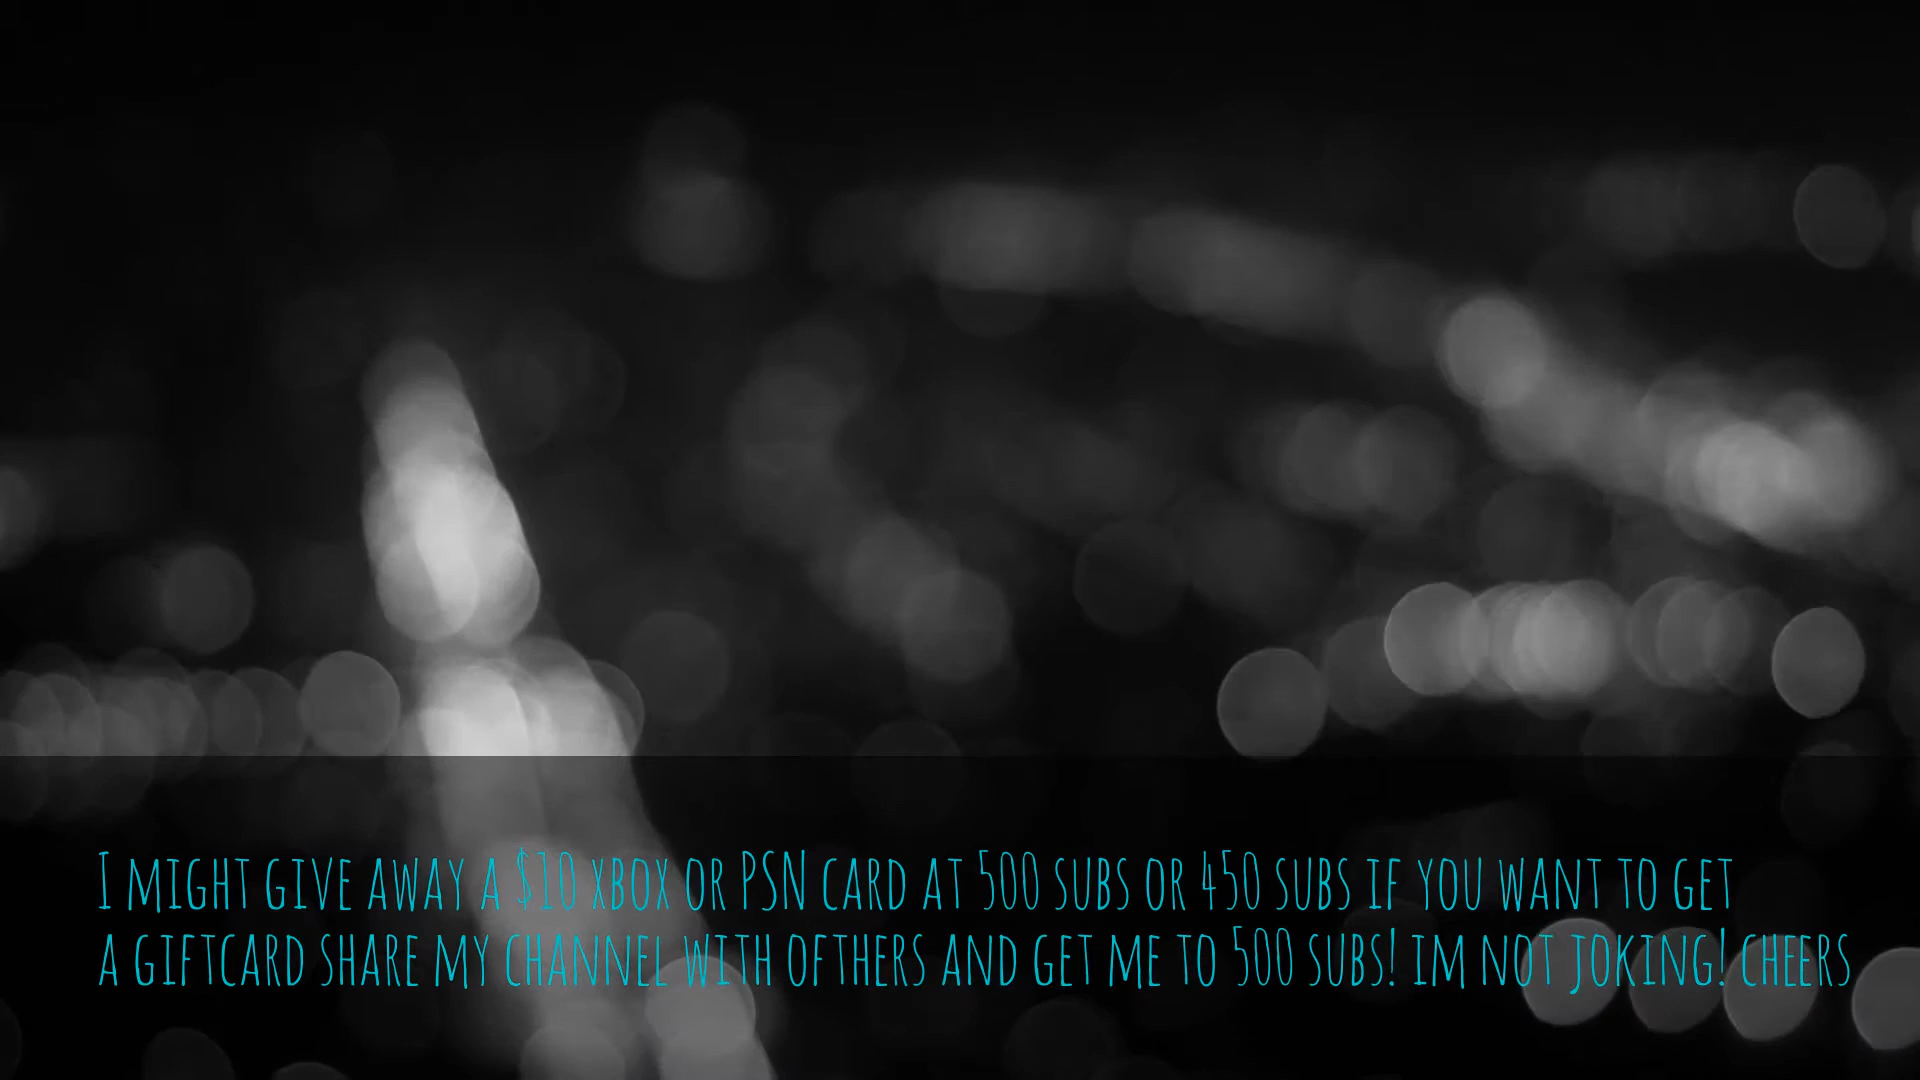 I MIGHT GIVE AWAY A $10 XBOX OR PSN CARD AT 500 SUBS OR 450 SUBS IF YOU WANT TO GET
A GIFTCARD SHARE MY CHANNEL WITH OFTHERS AND GET ME TO 500 SUBS! IM NOT JOKING! CHEERS